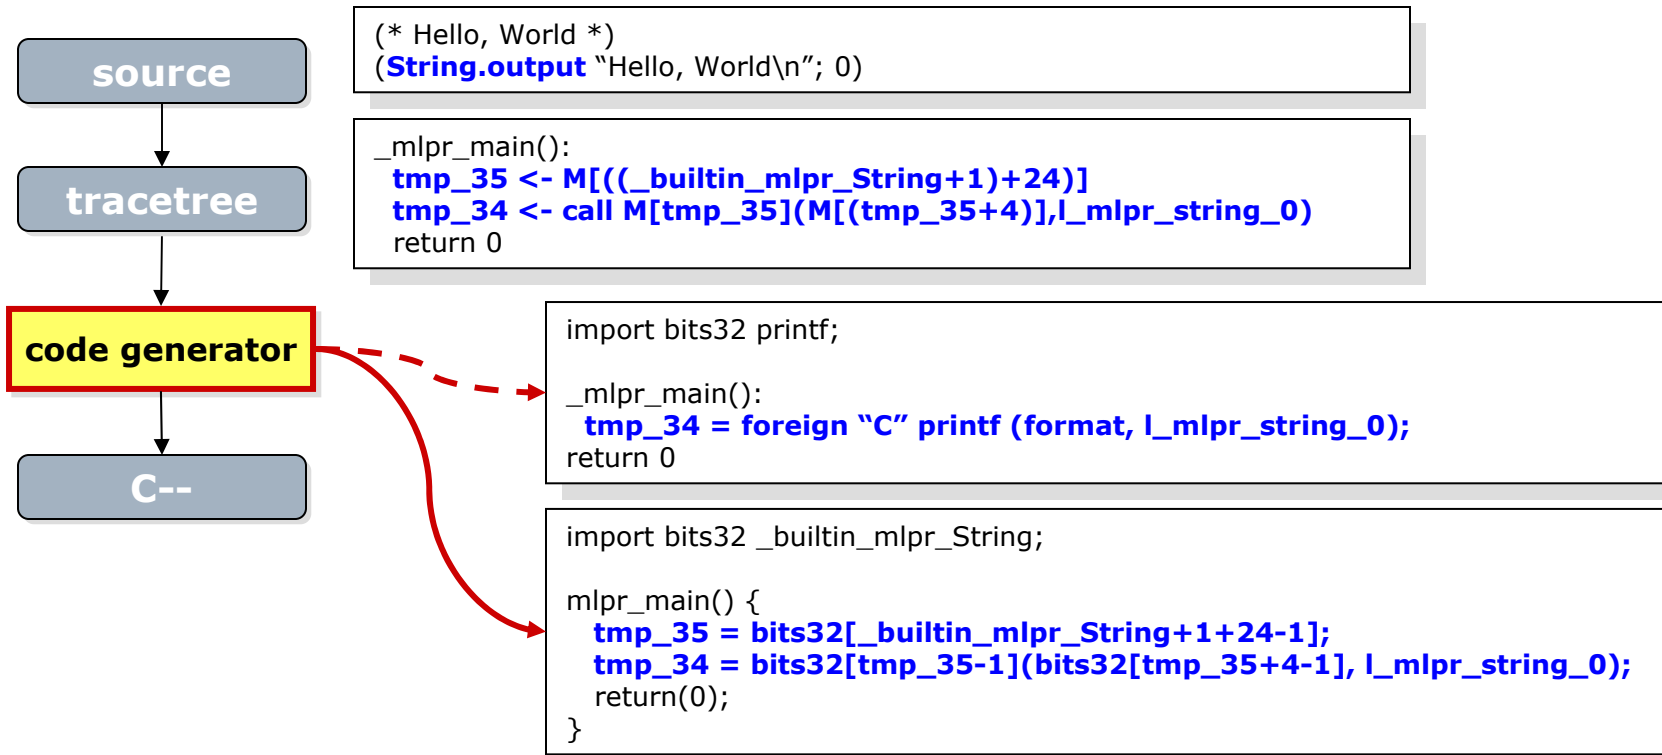 source
(* Hello, World *)
(String.output “Hello, World\n”; 0)
tracetree
_mlpr_main():
tmp_35 <- M[((_builtin_mlpr_String+1)+24)]
tmp_34 <- call M[tmp_35](M[(tmp_35+4)],l_mlpr_string_0)
return 0
code generator
import bits32 printf;
_mlpr_main():
tmp_34 = foreign “C” printf (format, l_mlpr_string_0);
return 0
C--
import bits32 _builtin_mlpr_String;
mlpr_main() {
tmp_35 = bits32[_builtin_mlpr_String+1+24-1];
tmp_34 = bits32[tmp_35-1](bits32[tmp_35+4-1], l_mlpr_string_0);
return(0);
}